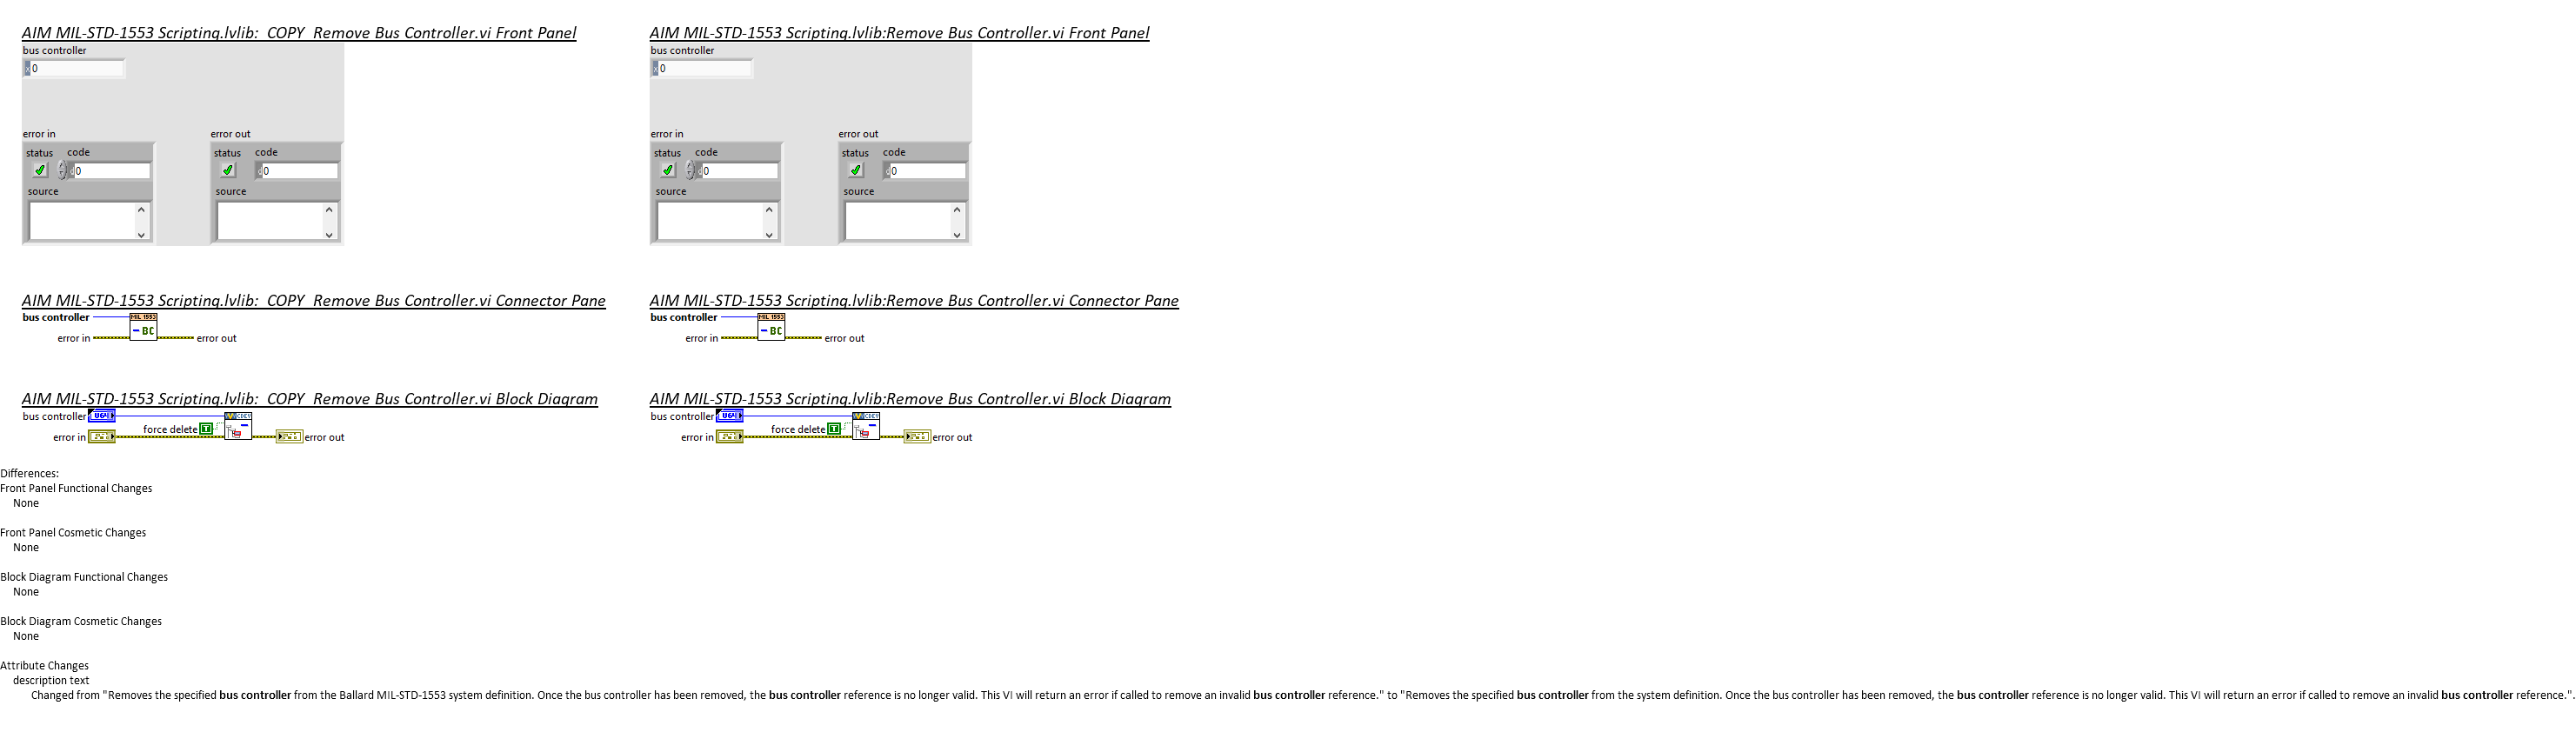 AIM MIL-STD-1553 Scripting.lvlib:  COPY  Remove Bus Controller.vi Front Panel
bus controller
x 0
error in
status code
d 0
source
error out
status code
d 0
source
AIM MIL-STD-1553 Scripting.lvlib:Remove Bus Controller.vi Front Panel
bus controller
x 0
error in
status code
d 0
source
error out
status code
d 0
source
AIM MIL-STD-1553 Scripting.lvlib:  COPY  Remove Bus Controller.vi Connector Pane
bus controller
MIL 1553
- BC
error in
error out
AIM MIL-STD-1553 Scripting.lvlib:Remove Bus Controller.vi Connector Pane
bus controller
MIL 1553
- BC
error in
error out
AIM MIL-STD-1553 Scripting.lvlib:  COPY  Remove Bus Controller.vi Block Diagram
bus controller U64
force delete T
error in
error out
AIM MIL-STD-1553 Scripting.lvlib:Remove Bus Controller.vi Block Diagram
bus controller U64
force delete T
error in
error out
Differences:
Front Panel Functional Changes
None
Front Panel Cosmetic Changes
None
Block Diagram Functional Changes
None
Block Diagram Cosmetic Changes
None
Attribute Changes
description text
Changed from "Removes the specified bus controller from the Ballard MIL-STD-1553 system definition. Once the bus controller has been removed, the bus controller reference is no longer valid. This VI will return an error if called to remove an invalid bus controller reference." to "Removes the specified bus controller from the system definition. Once the bus controller has been removed, the bus controller reference is no longer valid. This VI will return an error if called to remove an invalid bus controller reference.".